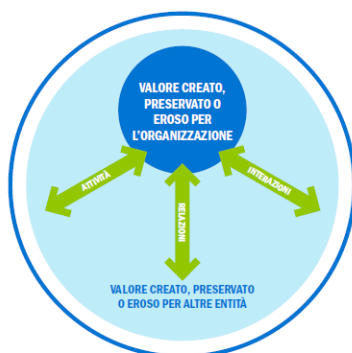 VALORE CREATO,
PRESERVATO O
EROSO PER
L'ORGANIZZAZIONE
ATTIVITÀ
RELAZIONI
INTERAZIONI
VALORE CREATO, PRESERVATO
O EROSO PER ALTRE ENTITÀ